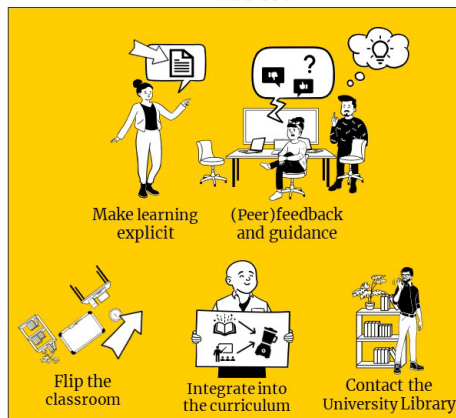 Make learning
explicit
(Peer)feedback
and guidance
?
Flip the
classroom
Integrate into
the curriculum
Contact the
University Library